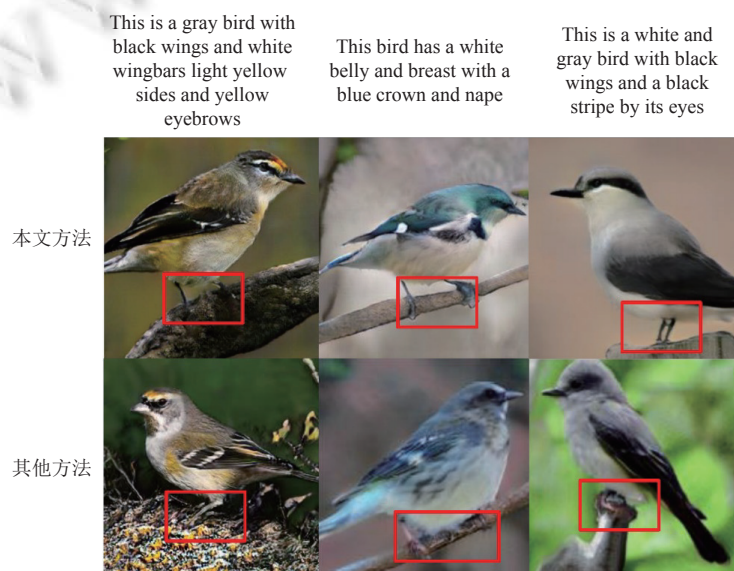 This is a gray bird with
black wings and white
wingbars light yellow
sides and yellow
eyebrows
This bird has a white
belly and breast with a
blue crown and nape
This is a white and
gray bird with black
wings and a black
stripe by its eyes
本文方法
其他方法